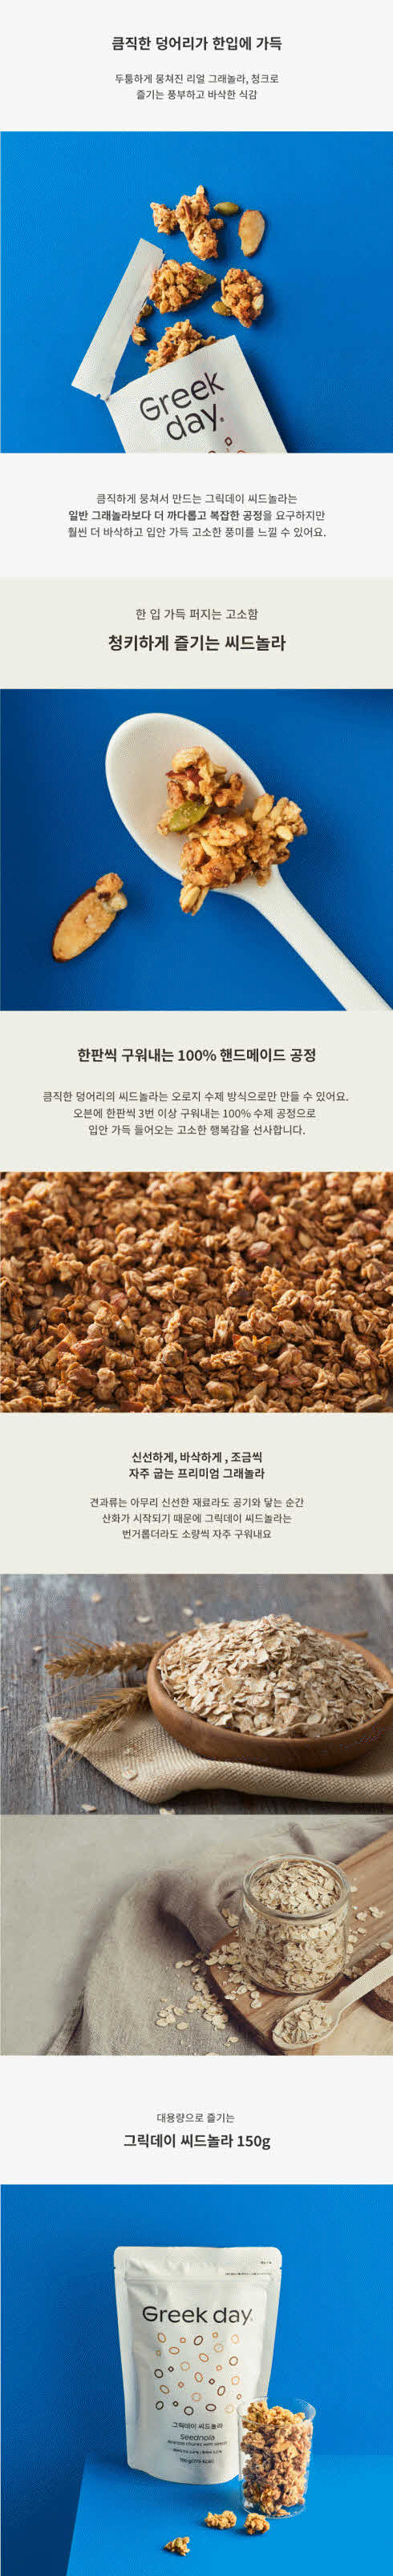 큼직한 덩어리가 한입에 가득
두툼하게 뭉쳐진 리얼 그래놀라, 청크로
즐기는 풍부하고 바삭한 식감
Greek
day.
큼직하게 뭉쳐서 만드는 그릭데이 씨드놀라는
일반 그래놀라보다 더 까다롭고 복잡한 공정을 요구하지만
훨씬 더 바삭하고 입안 가득 고소한 풍미를 느낄 수 있어요.
한 입 가득 퍼지는 고소함
청키하게 즐기는 씨드놀라
한판씩 구워내는 100% 핸드메이드 공정
큼직한 덩어리의 씨드놀라는 오로지 수제 방식으로만 만들 수 있어요.
오븐에 한판씩 3번 이상 구워내는 100% 수제 공정으로
입안 가득 들어오는 고소한 행복감을 선사합니다.
신선하게, 바삭하게 , 조금씩
자주 굽는 프리미엄 그래놀라
견과류는 아무리 신선한 재료라도 공기와 닿는 순간
산화가 시작되기 때문에 그릭데이 씨드놀라는
번거롭더라도 소량씩 자주 구워내요
대용량으로 즐기는
그릭데이 씨드놀라 150g
Greek day.
그릭데이 씨드놀라
Seednola